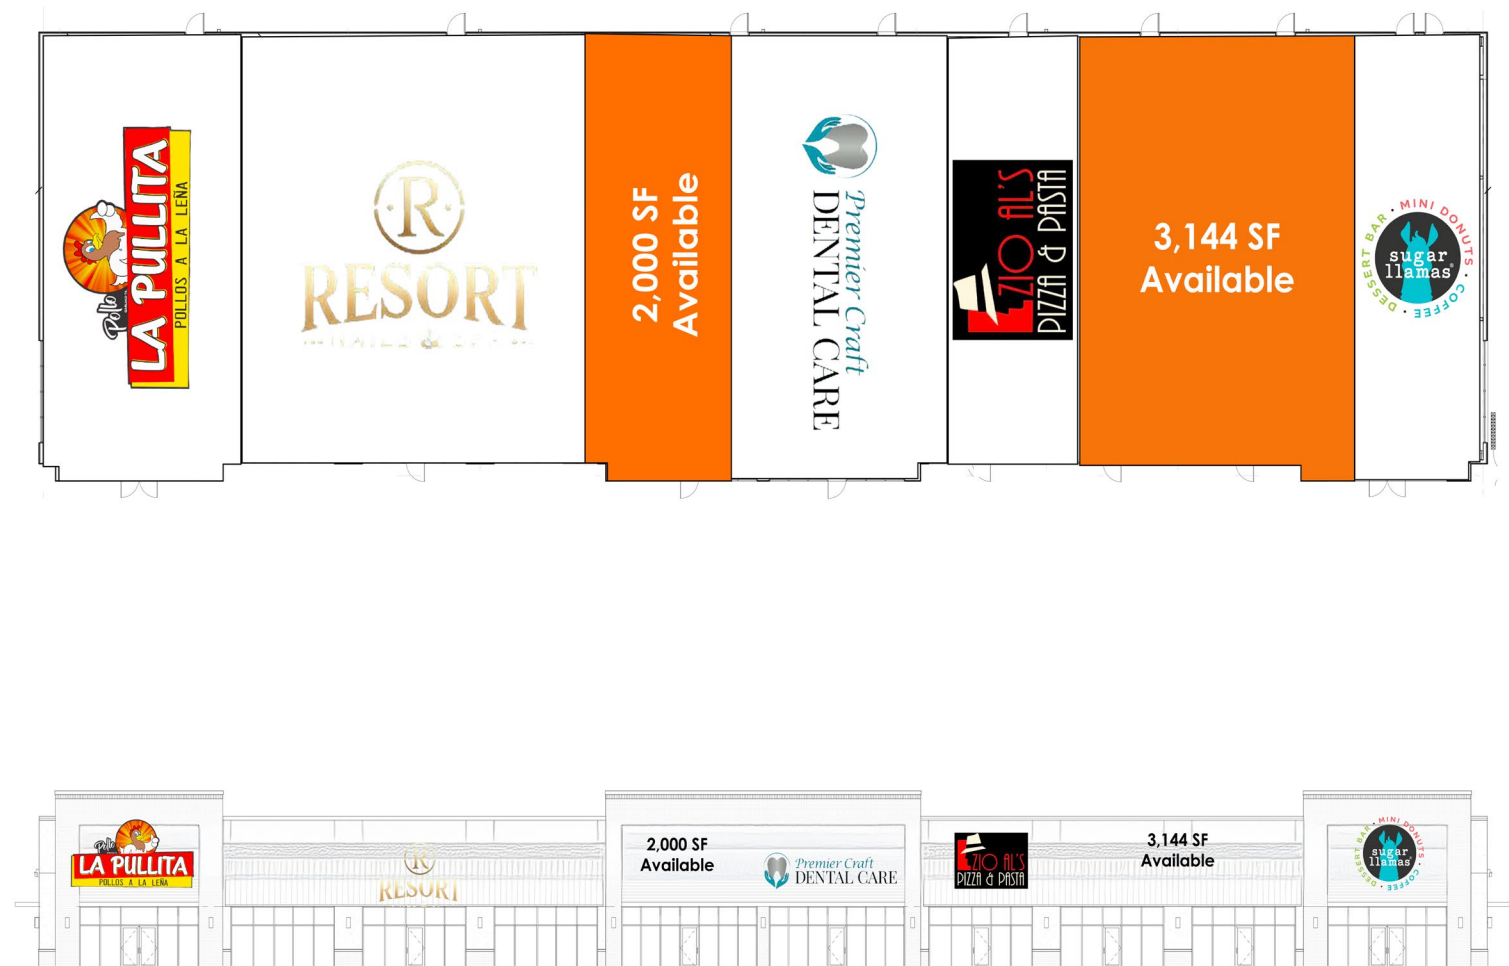 Pollo
LA PULLITA
POLLOS A LA LEÑA
R
RESORT
NAILS & SPA
2,000 SF
Available
Premier Craft
DENTAL CARE
ZIO AL'S
PIZZA & PASTA
3,144 SF
Available
DESSERT BAR • MINI DONUTS • COFFEE •
sugar
llamas
Pollo
LA PULLITA
POLLOS A LA LEÑA
R
RESORT
2,000 SF
Available
Premier Craft
DENTAL CARE
ZIO AL'S
PIZZA & PASTA
3,144 SF
Available
DESSERT BAR • MINI DONUTS • COFFEE •
sugar
llamas